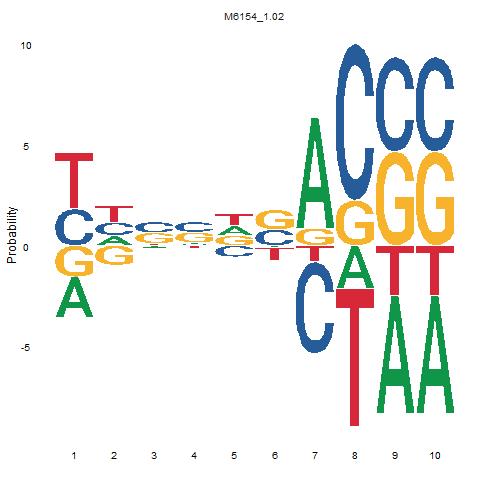 M6154_1.02
Probability
10
5
0
-5
T C G A
T C A G
C G
C G
T A G C
G C T
A G T C
C G A T
C G T A
C G T A
1 2 3 4 5 6 7 8 9 10